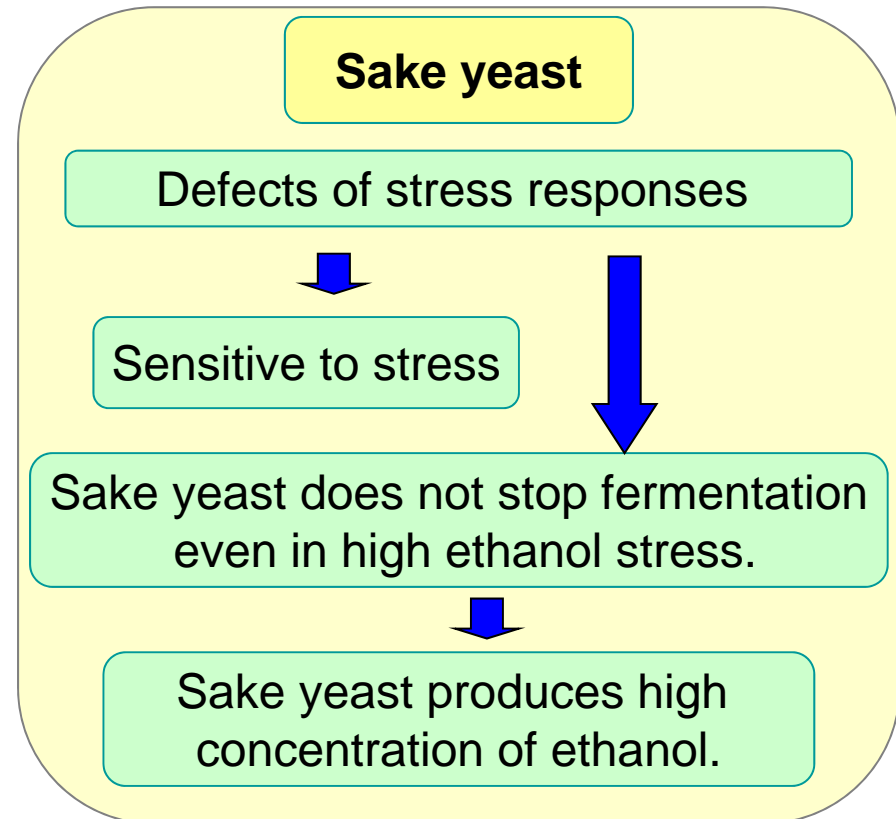 Sake yeast
Defects of stress responses
Sensitive to stress
Sake yeast does not stop fermentation
even in high ethanol stress.
Sake yeast produces high
concentration of ethanol.